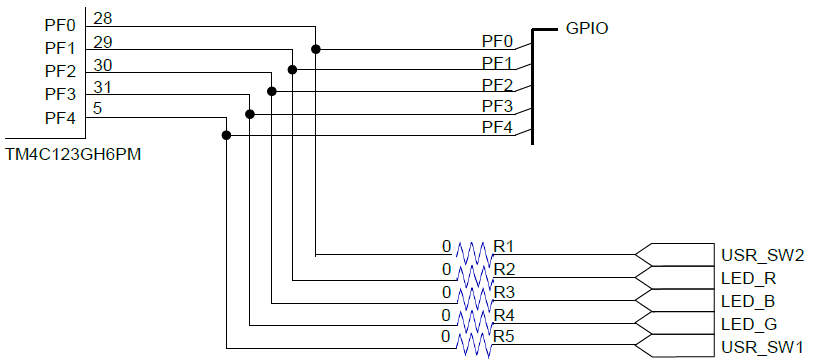 PF0 28
PF1 29
PF2 30
PF3 31
PF4 5
TM4C123GH6PM
GPIO
PF0
PF1
PF2
PF3
PF4
0 R1 USR_SW2
0 R2 LED_R
0 R3 LED_B
0 R4 LED_G
0 R5 USR_SW1